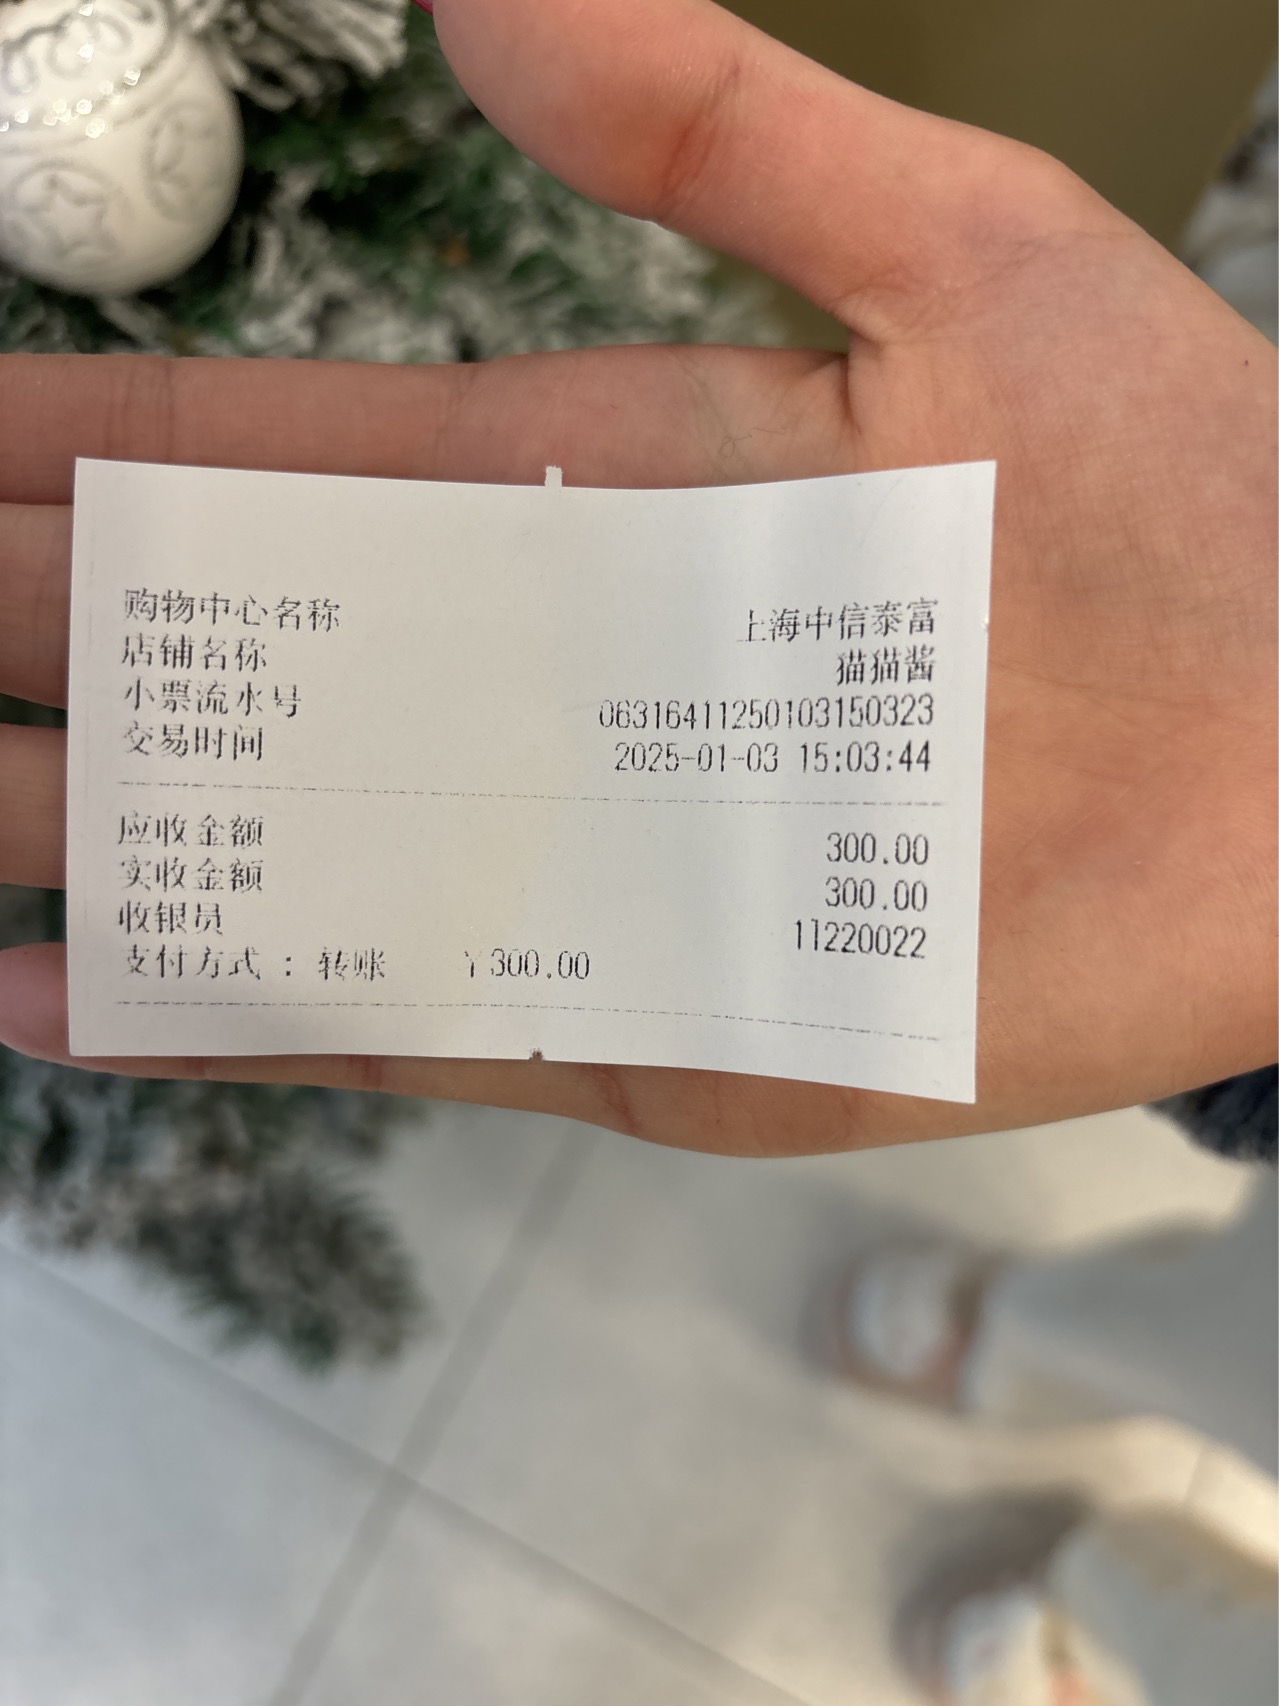 购物中心名称 上海中信泰富
店铺名称 猫猫酱
小票流水号 06316411250103150323
交易时间 2025-01-03 15:03:44
应收金额 300.00
实收金额 300.00
收银员 11220022
支付方式 : 转账 ¥300.00